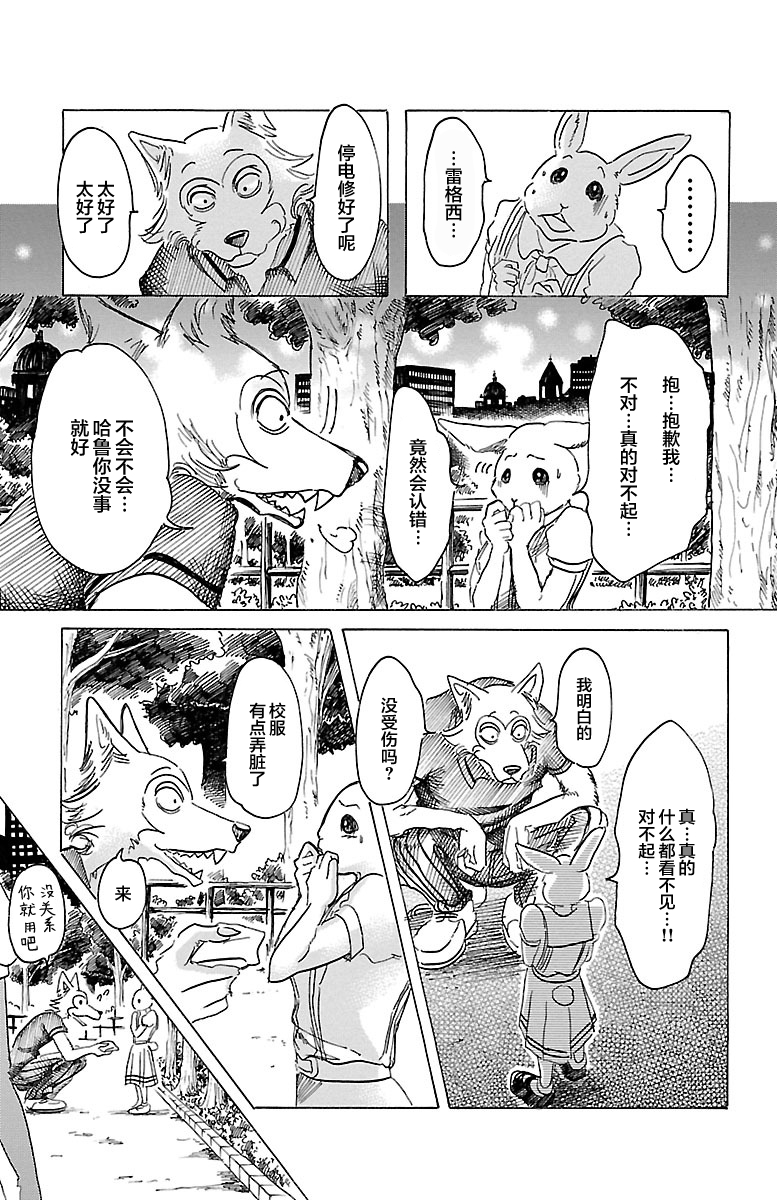 ………
…雷格西…
停电修好了呢
太好了
太好了
抱…抱歉我…
不对…真的对不起…
竟然会认错…
不会不会…
哈鲁你没事
就好
真…真的
什么都看不见…!!
对不起…
我明白的
没受伤吗?
校服
有点弄脏了
来
没关系
你就用吧